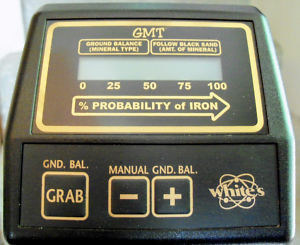 GMT
GROUND BALANCE FOLLOW BLACK SAND
(MINERAL TYPE) (AMT. OF MINERAL)
0 25 50 75 100
% PROBABILITY of IRON
GND. BAL. MANUAL GND. BAL.
GRAB - +
White's